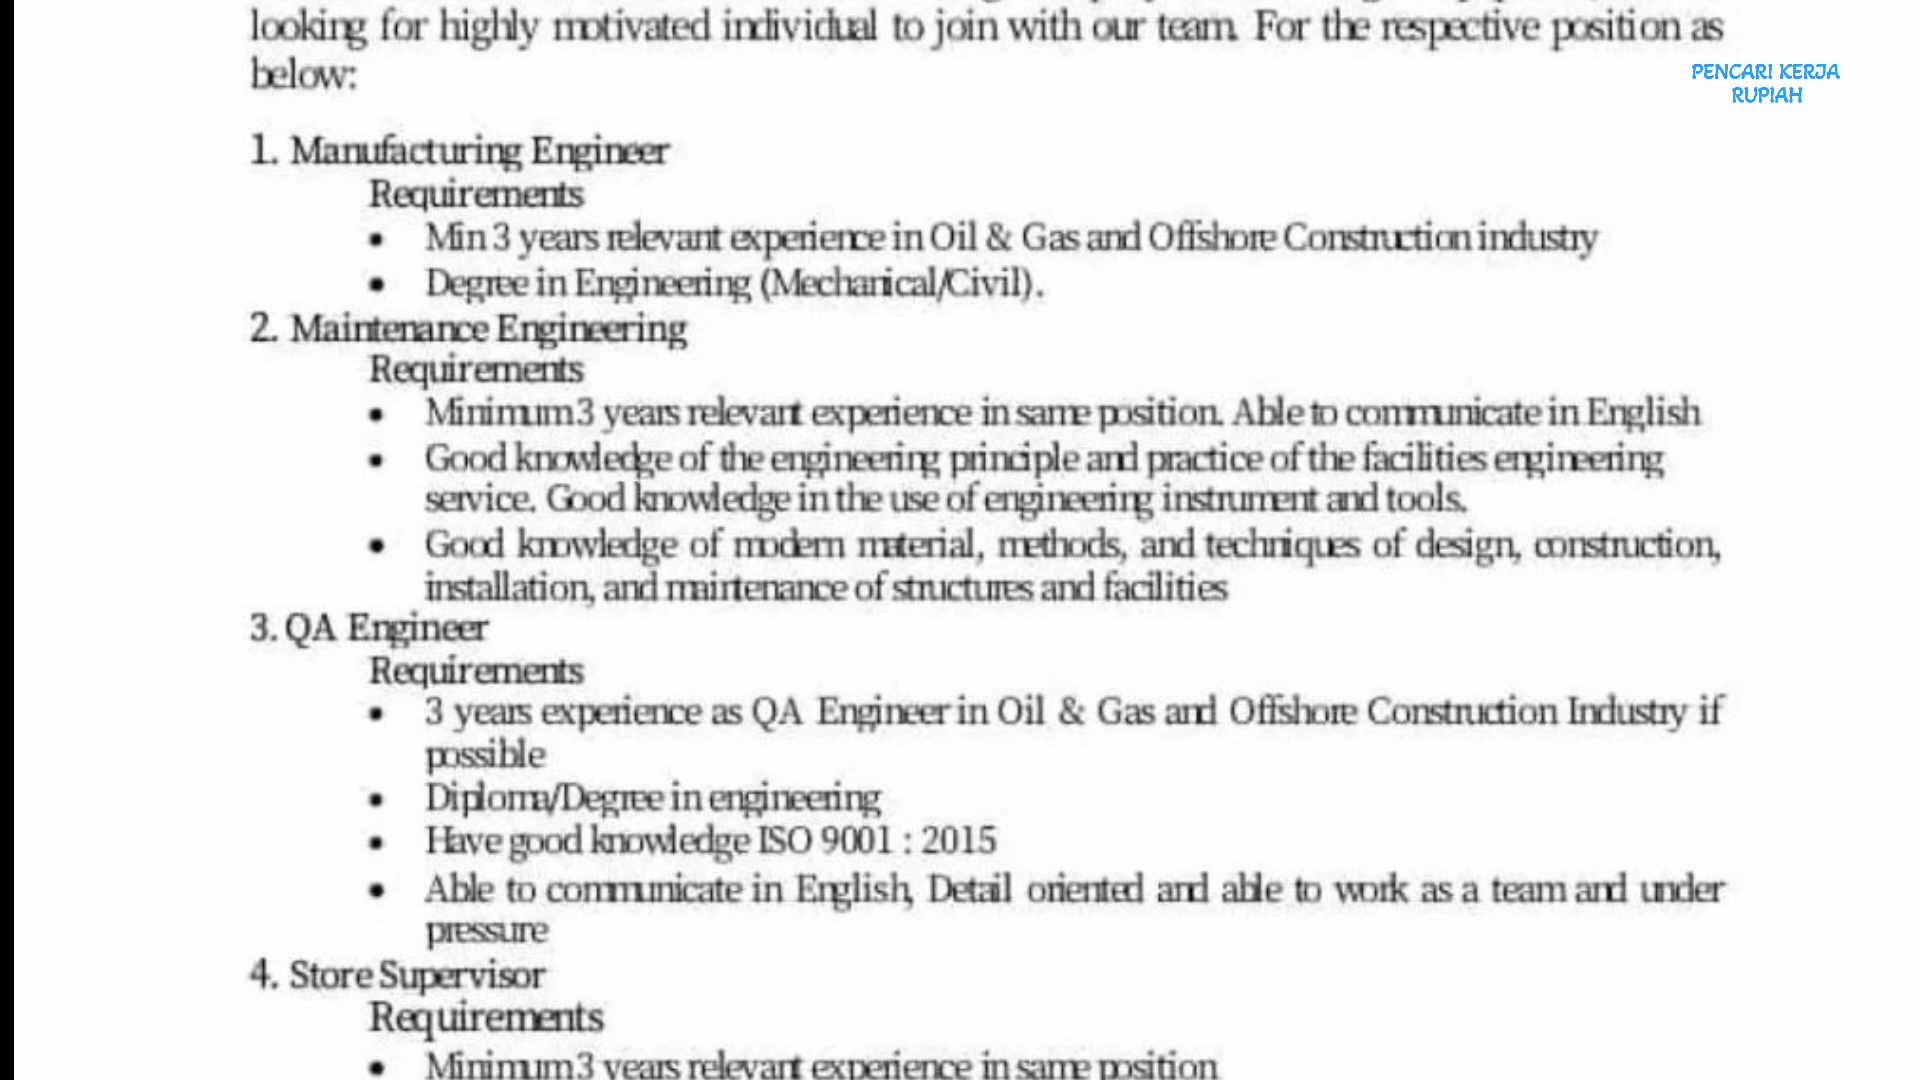 looking for highly motivated individual to join with our team. For the respective position as
below:
PENCARI KERJA
RUPIAH
1. Manufacturing Engineer
Requirements
• Min 3 years relevant experience in Oil & Gas and Offshore Construction industry
• Degree in Engineering (Mechanical/Civil).
2. Maintenance Engineering
Requirements
• Minimum 3 years relevant experience in same position. Able to communicate in English
• Good knowledge of the engineering principle and practice of the facilities engineering
service. Good knowledge in the use of engineering instrument and tools.
• Good knowledge of modern material, methods, and techniques of design, construction,
installation, and maintenance of structures and facilities
3. QA Engineer
Requirements
• 3 years experience as QA Engineer in Oil & Gas and Offshore Construction Industry if
possible
• Diploma/Degree in engineering
• Have good knowledge ISO 9001 : 2015
• Able to communicate in English, Detail oriented and able to work as a team and under
pressure
4. Store Supervisor
Requirements
• Minimum 3 years relevant experience in same position